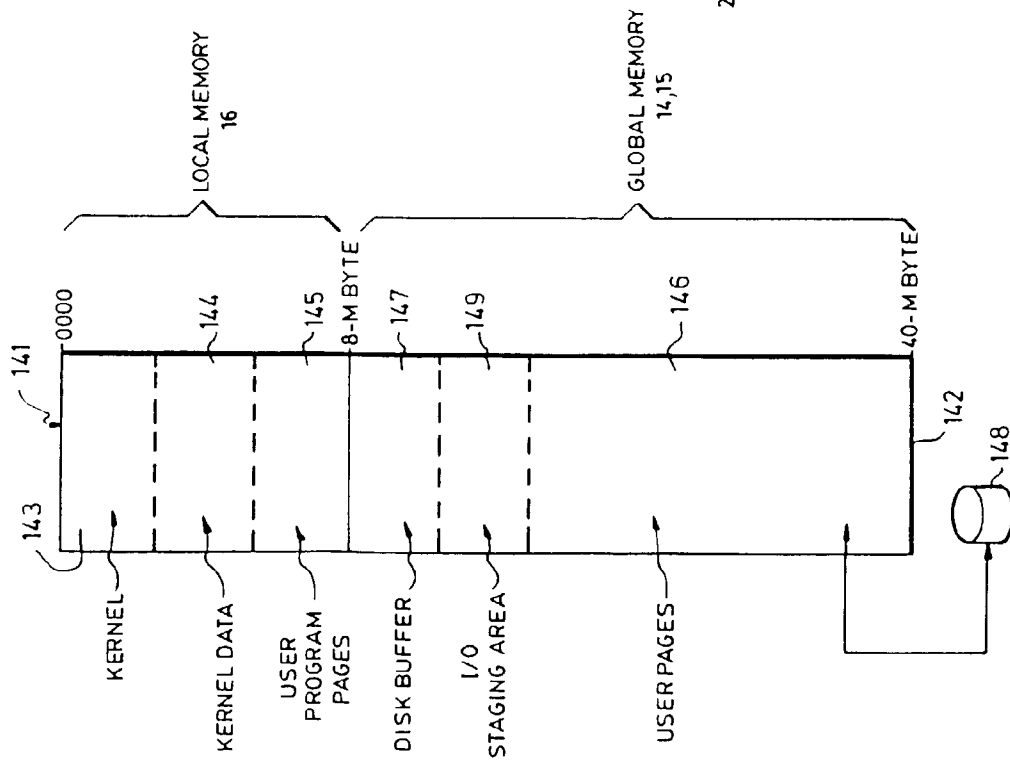 141
0000
143
KERNEL
144
KERNEL DATA
145
USER
PROGRAM
PAGES
LOCAL MEMORY
16
8-M BYTE
147
DISK BUFFER
149
I/O
STAGING AREA
146
USER PAGES
GLOBAL MEMORY
14,15
40-M BYTE
142
148
2